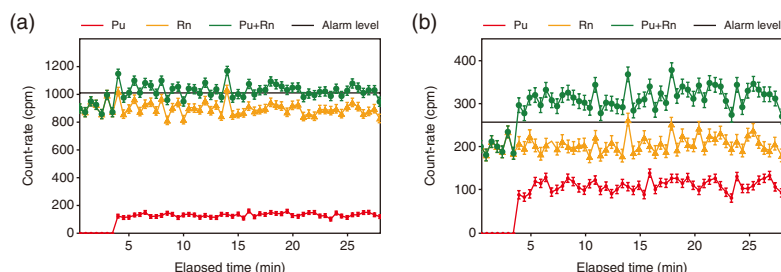 (a)
Pu Rn Pu+Rn Alarm level
Count-rate (cpm)
1200
1000
800
600
400
200
0
5 10 15 20 25
Elapsed time (min)
(b)
Pu Rn Pu+Rn Alarm level
Count-rate (cpm)
400
300
200
100
0
5 10 15 20 25
Elapsed time (min)